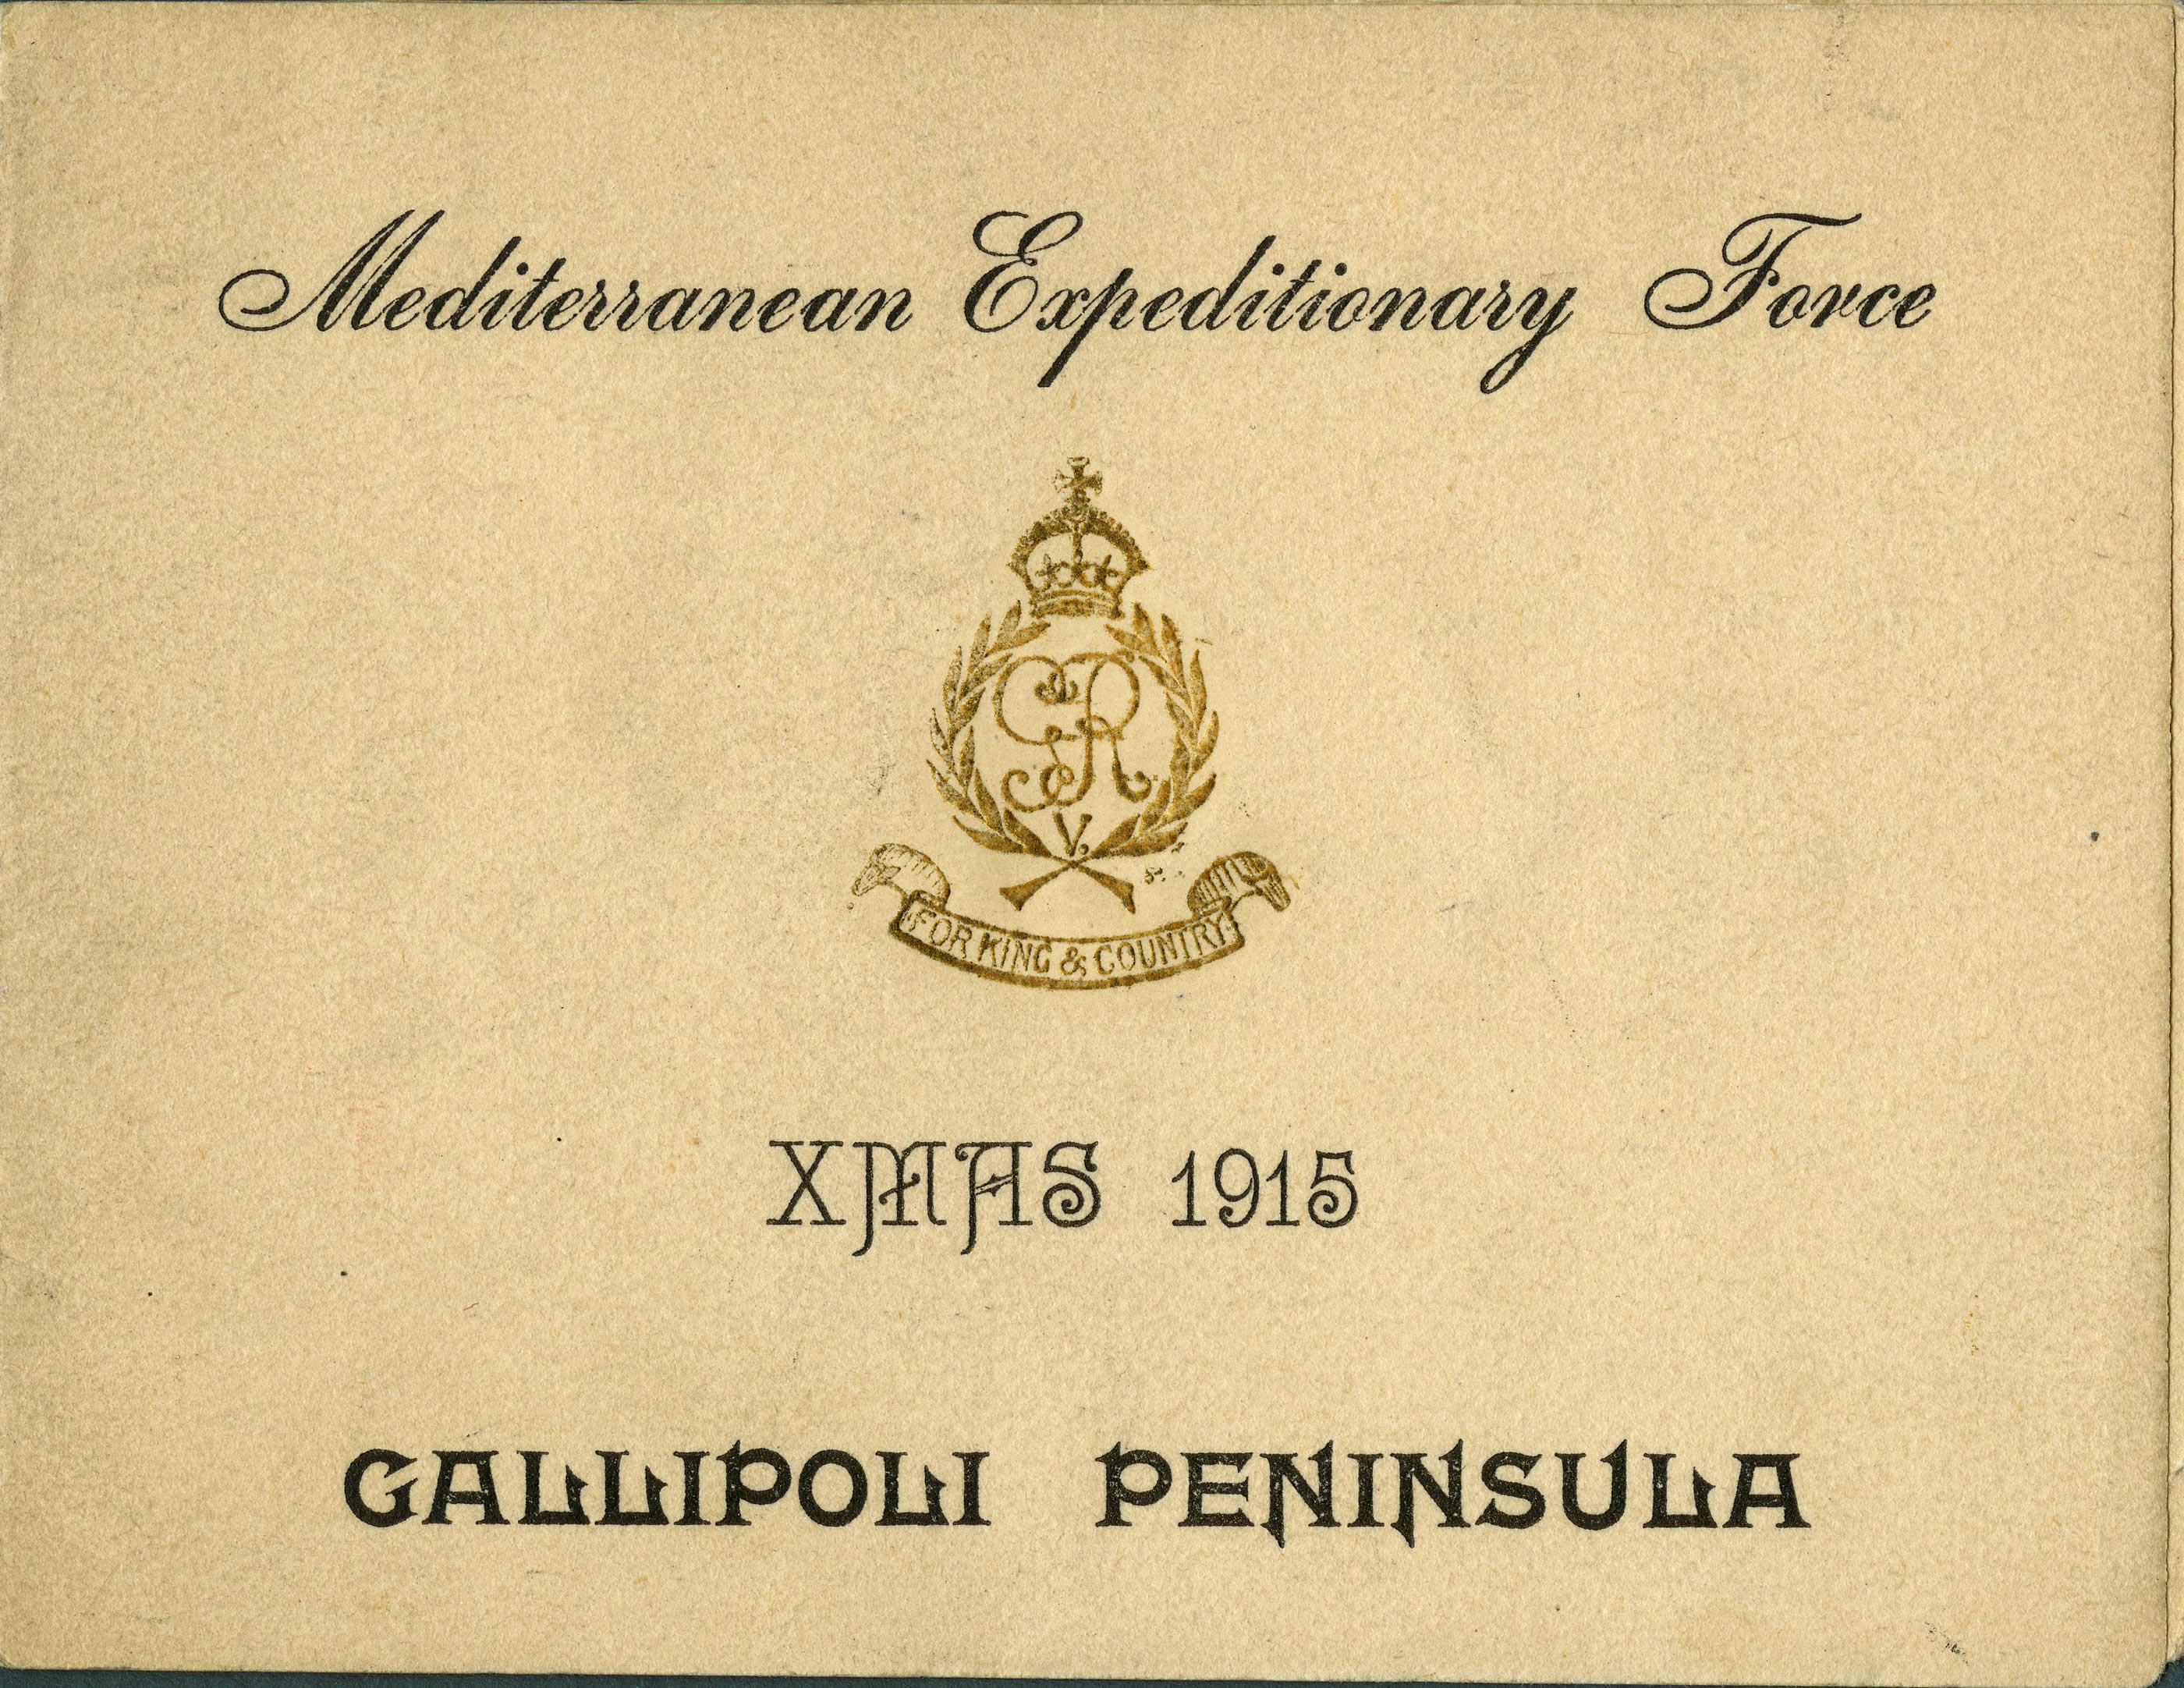 Mediterranean Expeditionary Force
GR
V.
FOR KING & COUNTRY.
XMAS 1915
GALLIPOLI PENINSULA